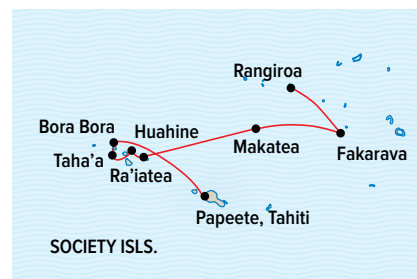 Rangiroa
Bora Bora
Huahine
Makatea
Fakarava
Taha’a
Ra’iatea
Papeete, Tahiti
SOCIETY ISLS.